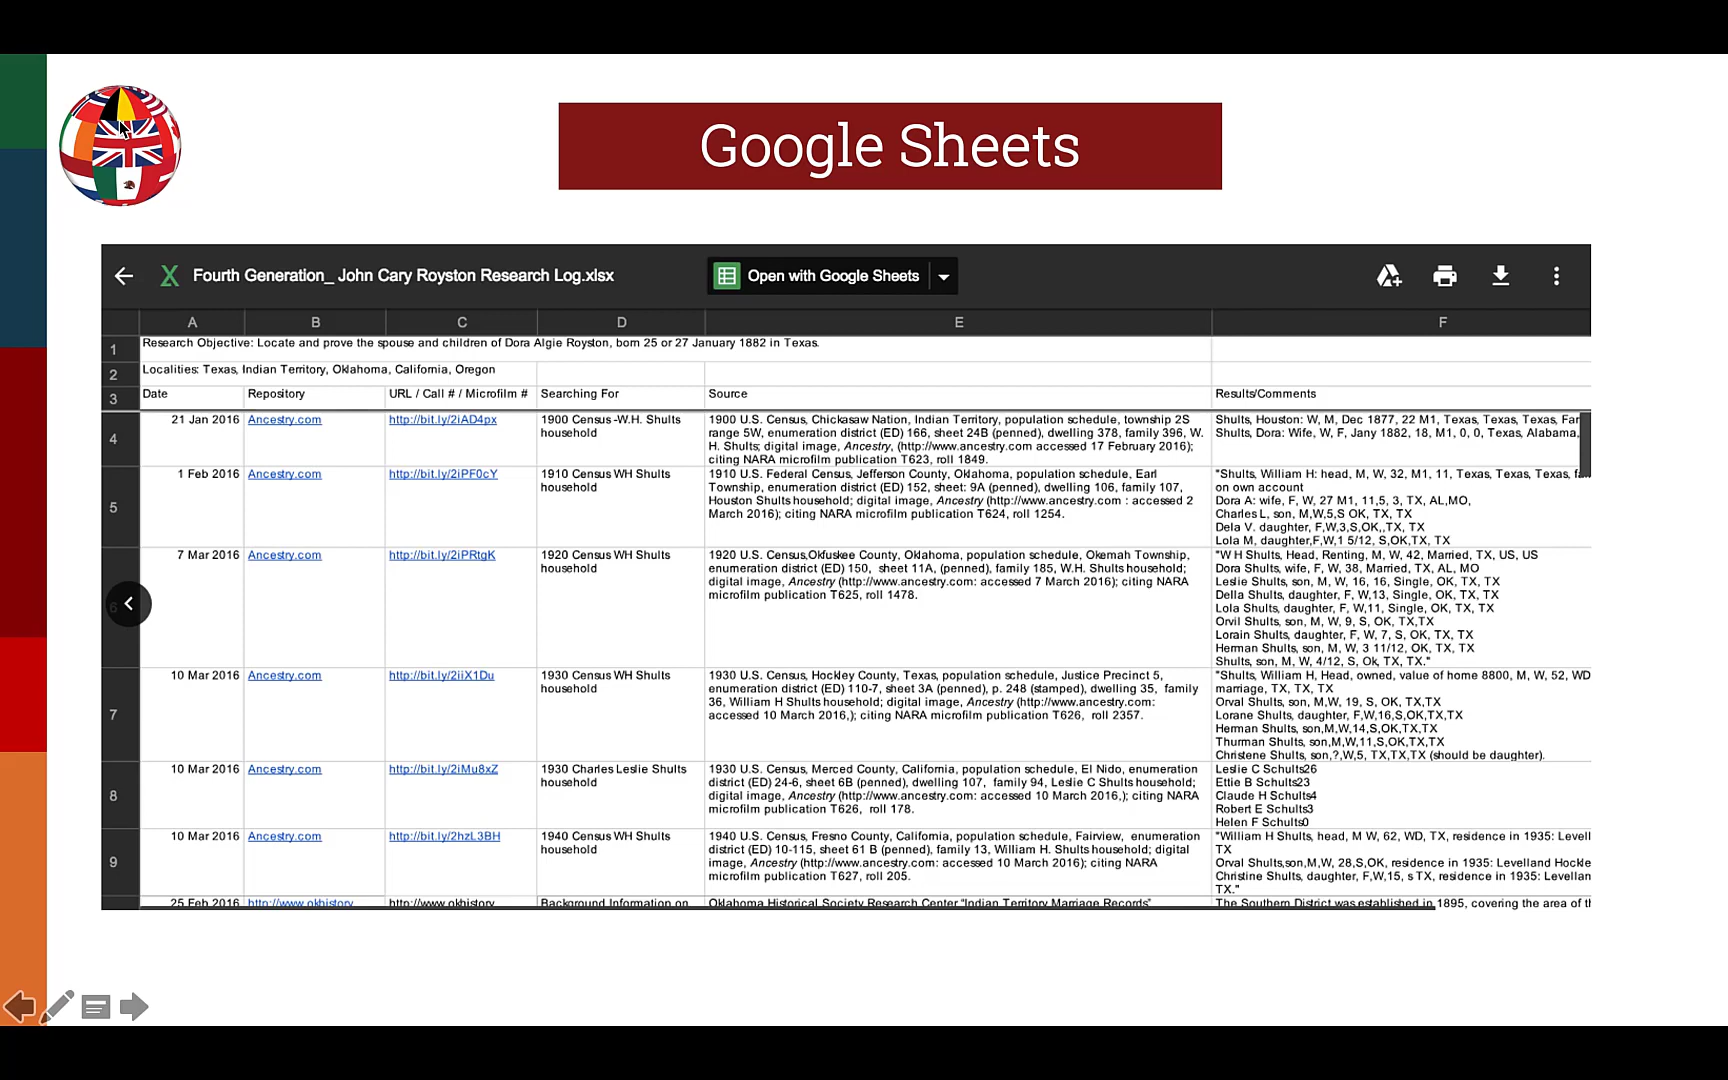 Google Sheets
Fourth Generation_ John Cary Royston Research Log.xlsx
Open with Google Sheets
A B C D E F
1 Research Objective: Locate and prove the spouse and children of Dora Algie Royston, born 25 or 27 January 1882 in Texas.
2 Localities: Texas, Indian Territory, Oklahoma, California, Oregon
3 Date Repository URL / Call # / Microfilm # Searching For Source Results/Comments
4
21 Jan 2016
Ancestry.com
http://bit.ly/2iAD4px
1900 Census -W.H. Shults
household
1900 U.S. Census, Chickasaw Nation, Indian Territory, population schedule, township 2S
range 5W, enumeration district (ED) 166, sheet 24B (penned), dwelling 378, family 396, W.
H. Shults; digital image, Ancestry, (http://www.ancestry.com accessed 17 February 2016);
citing NARA microfilm publication T623, roll 1849.
Shults, Houston: W, M, Dec 1877, 22 M1, Texas, Texas, Texas, Far
Shults, Dora: Wife, W, F, Jany 1882, 18, M1, 0, 0, Texas, Alabama,
5
1 Feb 2016
Ancestry.com
http://bit.ly/2iPF0cY
1910 Census WH Shults
household
1910 U.S. Federal Census, Jefferson County, Oklahoma, population schedule, Earl
Township, enumeration district (ED) 152, sheet: 9A (penned), dwelling 106, family 107,
Houston Shults household; digital image, Ancestry (http://www.ancestry.com : accessed 2
March 2016); citing NARA microfilm publication T624, roll 1254.
"Shults, William H: head, M, W, 32, M1, 11, Texas, Texas, Texas, fa
on own account
Dora A: wife, F, W, 27 M1, 11,5, 3, TX, AL,MO,
Charles L, son, M,W,5,S OK, TX, TX
Dela V. daughter, F,W,3,S,OK,,TX, TX
Lola M, daughter,F,W,1 5/12, S,OK,TX, TX
6
7 Mar 2016
Ancestry.com
http://bit.ly/2iPRtgK
1920 Census WH Shults
household
1920 U.S. Census,Okfuskee County, Oklahoma, population schedule, Okemah Township,
enumeration district (ED) 150, sheet 11A, (penned), family 185, W.H. Shults household;
digital image, Ancestry (http://www.ancestry.com: accessed 7 March 2016); citing NARA
microfilm publication T625, roll 1478.
"W H Shults, Head, Renting, M, W, 42, Married, TX, US, US
Dora Shults, wife, F, W, 38, Married, TX, AL, MO
Leslie Shults, son, M, W, 16, 16, Single, OK, TX, TX
Della Shults, daughter, F, W,13, Single, OK, TX, TX
Lola Shults, daughter, F, W,11, Single, OK, TX, TX
Orvil Shults, son, M, W, 9, S, OK, TX,TX
Lorain Shults, daughter, F, W, 7, S, OK, TX, TX
Herman Shults, son, M, W, 3 11/12, OK, TX, TX
Shults, son, M, W, 4/12, S, Ok, TX, TX."
7
10 Mar 2016
Ancestry.com
http://bit.ly/2iiX1Du
1930 Census WH Shults
household
1930 U.S. Census, Hockley County, Texas, population schedule, Justice Precinct 5,
enumeration district (ED) 110-7, sheet 3A (penned), p. 248 (stamped), dwelling 35, family
36, William H Shults household; digital image, Ancestry (http://www.ancestry.com:
accessed 10 March 2016,); citing NARA microfilm publication T626, roll 2357.
"Shults, William H, Head, owned, value of home 8800, M, W, 52, WD
marriage, TX, TX, TX
Orval Shults, son, M,W, 19, S, OK, TX,TX
Lorane Shults, daughter, F,W,16,S,OK,TX,TX
Herman Shults, son,M,W,14,S,OK,TX,TX
Thurman Shults, son,M,W,11,S,OK,TX,TX
Christene Shults, son,?,W,5, TX,TX,TX (should be daughter).
8
10 Mar 2016
Ancestry.com
http://bit.ly/2iMu8xZ
1930 Charles Leslie Shults
household
1930 U.S. Census, Merced County, California, population schedule, El Nido, enumeration
district (ED) 24-6, sheet 6B (penned), dwelling 107, family 94, Leslie C Shults household;
digital image, Ancestry (http://www.ancestry.com: accessed 10 March 2016,); citing NARA
microfilm publication T626, roll 178.
Leslie C Schults26
Ettie B Schults23
Claude H Schults4
Robert E Schults3
Helen F Schults0
9
10 Mar 2016
Ancestry.com
http://bit.ly/2hzL3BH
1940 Census WH Shults
household
1940 U.S. Census, Fresno County, California, population schedule, Fairview, enumeration
district (ED) 10-115, sheet 61 B (penned), family 13, William H. Shults household; digital
image, Ancestry (http://www.ancestry.com: accessed 10 March 2016); citing NARA
microfilm publication T627, roll 205.
"William H Shults, head, M W, 62, WD, TX, residence in 1935: Levell
TX
Orval Shults,son,M,W, 28,S,OK, residence in 1935: Levelland Hockle
Christine Shults, daughter, F,W,15, s TX, residence in 1935: Levellan
TX."
25 Feb 2016
http://www.okhistory
http://www.okhistory
Background Information on
Oklahoma Historical Society Research Center "Indian Territory Marriage Records"
The Southern District was established in 1895, covering the area of th